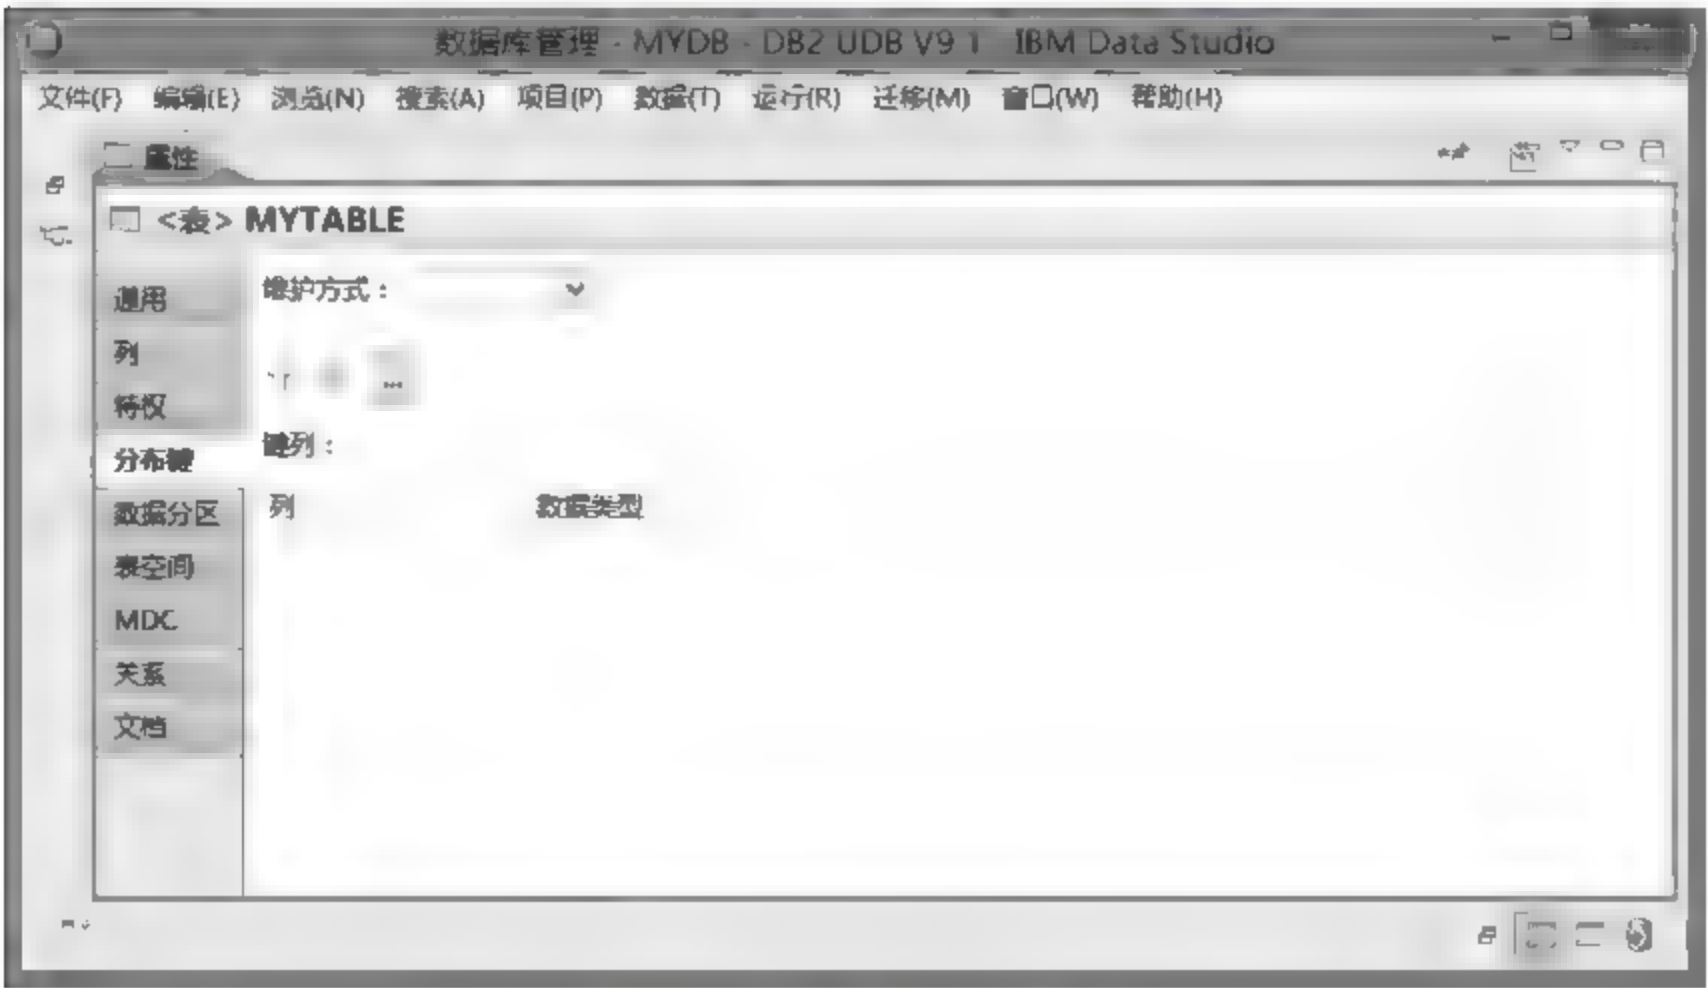 数据库管理 - MYDB - DB2 UDB V9.1 - IBM Data Studio
文件(F) 编辑(E) 浏览(N) 搜索(A) 项目(P) 数据(T) 运行(R) 迁移(M) 窗口(W) 帮助(H)
属性
<表> MYTABLE
通用
列
特权
分布键
数据分区
表空间
MDC
关系
文档
维护方式：
...
键列：
列 数据类型